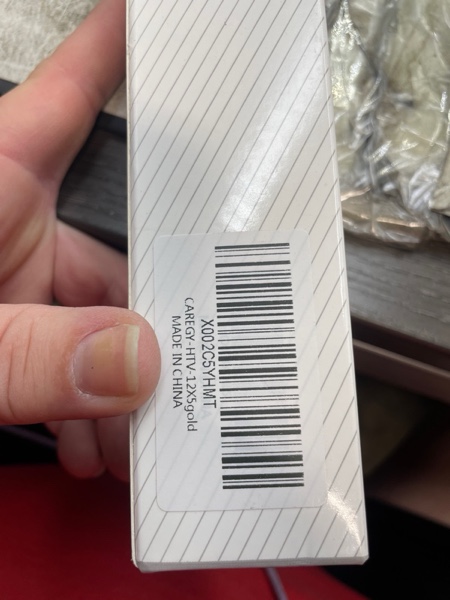 X002C5YHMT
CAREGY-HTV-12X5gold
MADE IN CHINA